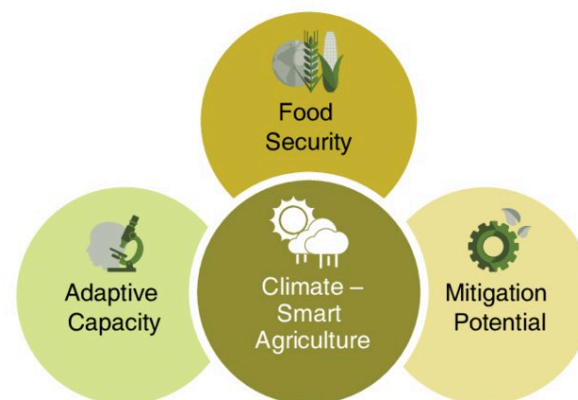 Food
Security
Adaptive
Capacity
Climate –
Smart
Agriculture
Mitigation
Potential